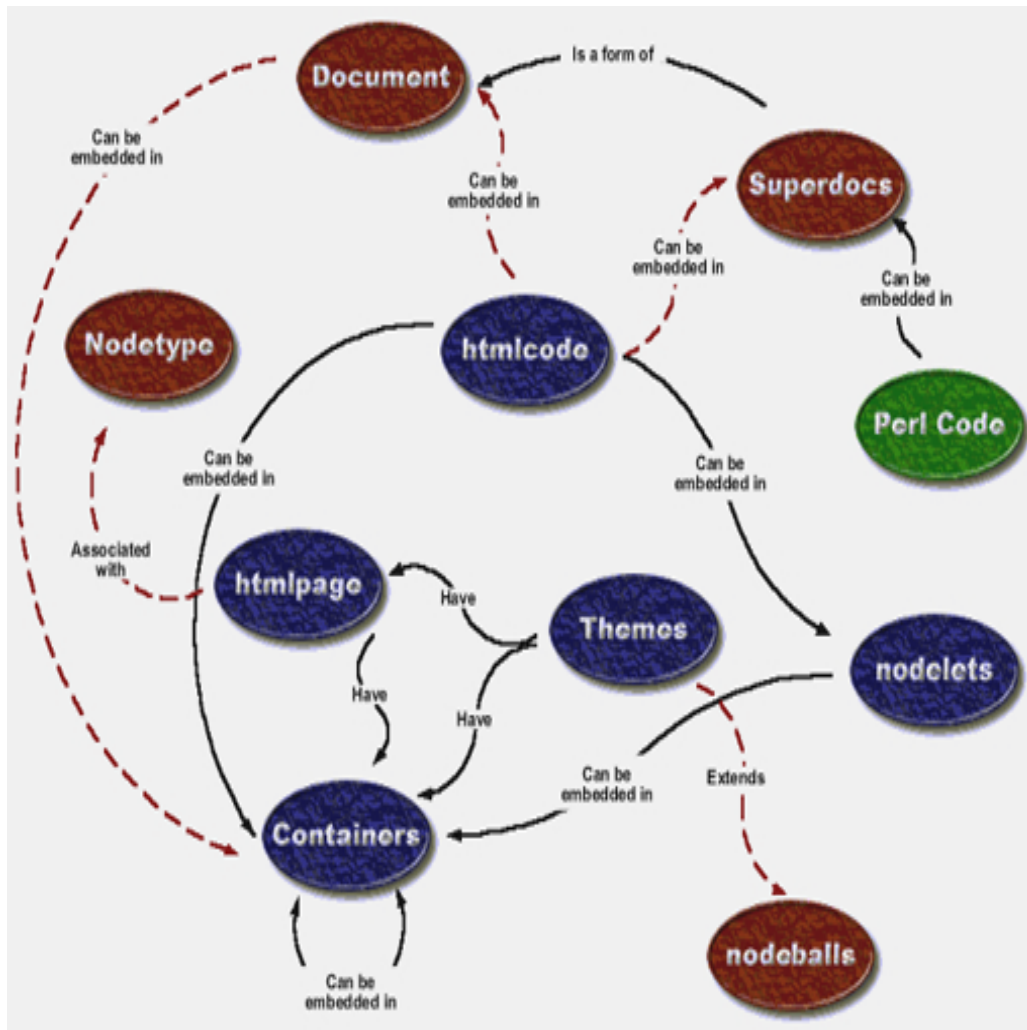 Document
Is a form of
Can be
embedded in
Can be
embedded in
Superdocs
Can be
embedded in
Can be
embedded in
Nodetype
htmlcode
Perl Code
Can be
embedded in
Can be
embedded in
Associated
with
htmlpage
Have
Themes
nodelets
Have
Have
Can be
embedded in
Extends
Containers
nodeballs
Can be
embedded in